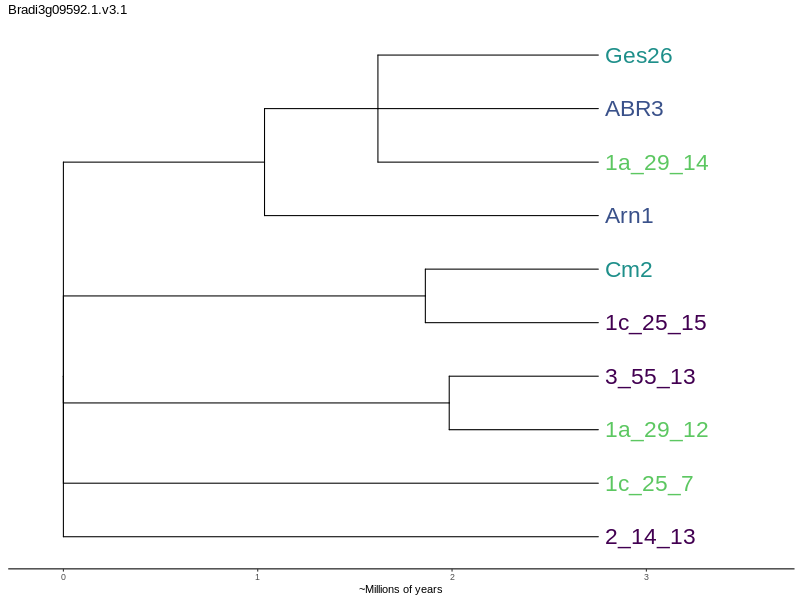 Bradi3g09592.1.v3.1
Ges26
ABR3
1a_29_14
Arn1
Cm2
1c_25_15
3_55_13
1a_29_12
1c_25_7
2_14_13
0 1 2 3
~Millions of years